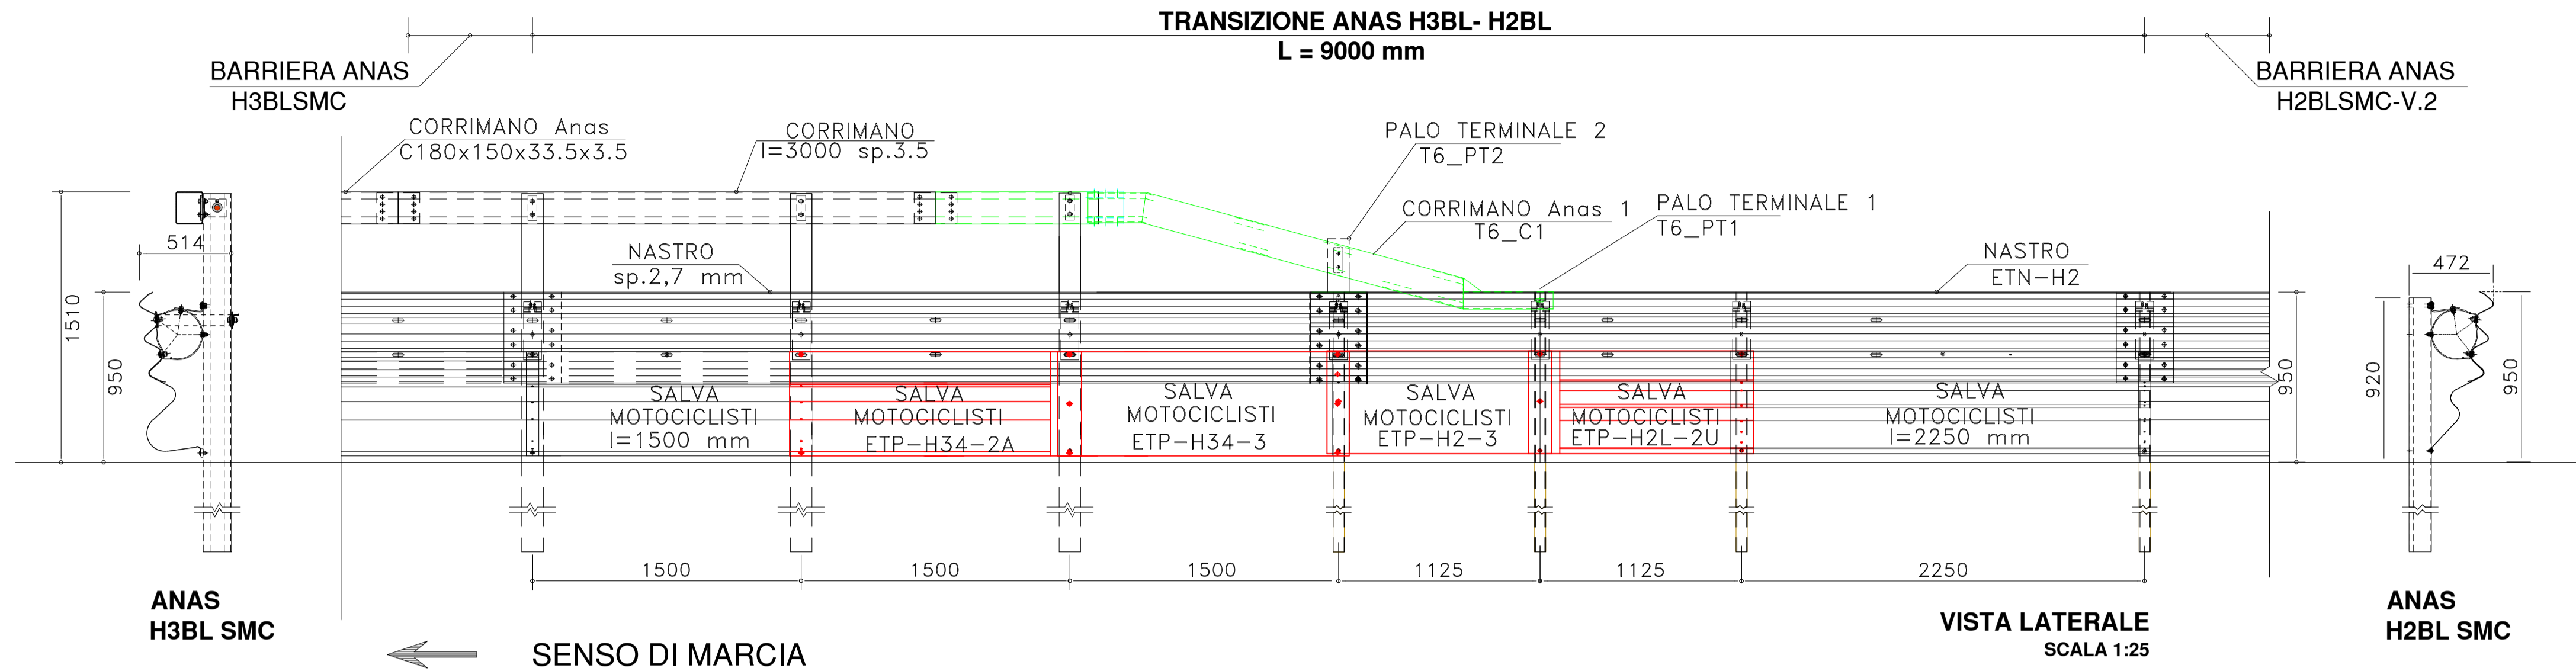 TRANSIZIONE ANAS H3BL- H2BL
L = 9000 mm
BARRIERA ANAS
H3BLSMC
BARRIERA ANAS
H2BLSMC-V.2
CORRIMANO Anas
C180x150x33.5x3.5
CORRIMANO
l=3000 sp.3.5
PALO TERMINALE 2
T6_PT2
CORRIMANO Anas 1
T6_C1
PALO TERMINALE 1
T6_PT1
NASTRO
sp.2,7 mm
NASTRO
ETN-H2
514
1510
950
472
920
950
950
SALVA
MOTOCICLISTI
l=1500 mm
SALVA
MOTOCICLISTI
ETP-H34-2A
SALVA
MOTOCICLISTI
ETP-H34-3
SALVA
MOTOCICLISTI
ETP-H2-3
SALVA
MOTOCICLISTI
ETP-H2L-2U
SALVA
MOTOCICLISTI
l=2250 mm
1500
1500
1500
1125
1125
2250
ANAS
H3BL SMC
SENSO DI MARCIA
VISTA LATERALE
SCALA 1:25
ANAS
H2BL SMC